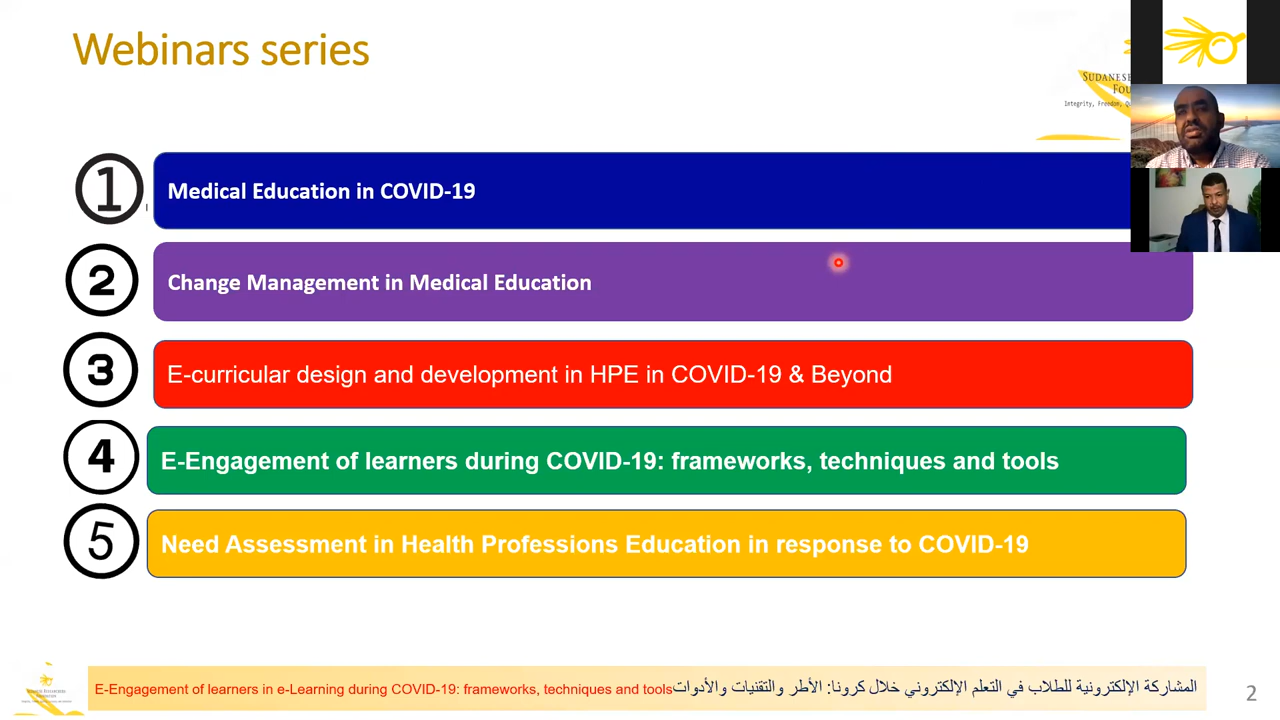 Webinars series
SUDANESE
Integrity, Freedom,
1 Medical Education in COVID-19
2 Change Management in Medical Education
3 E-curricular design and development in HPE in COVID-19 & Beyond
4 E-Engagement of learners during COVID-19: frameworks, techniques and tools
5 Need Assessment in Health Professions Education in response to COVID-19
E-Engagement of learners in e-Learning during COVID-19: frameworks, techniques and tools المشاركة الإلكترونية للطلاب في التعلم الإلكتروني خلال كرونا: الأطر والتقنيات والأدوات
2